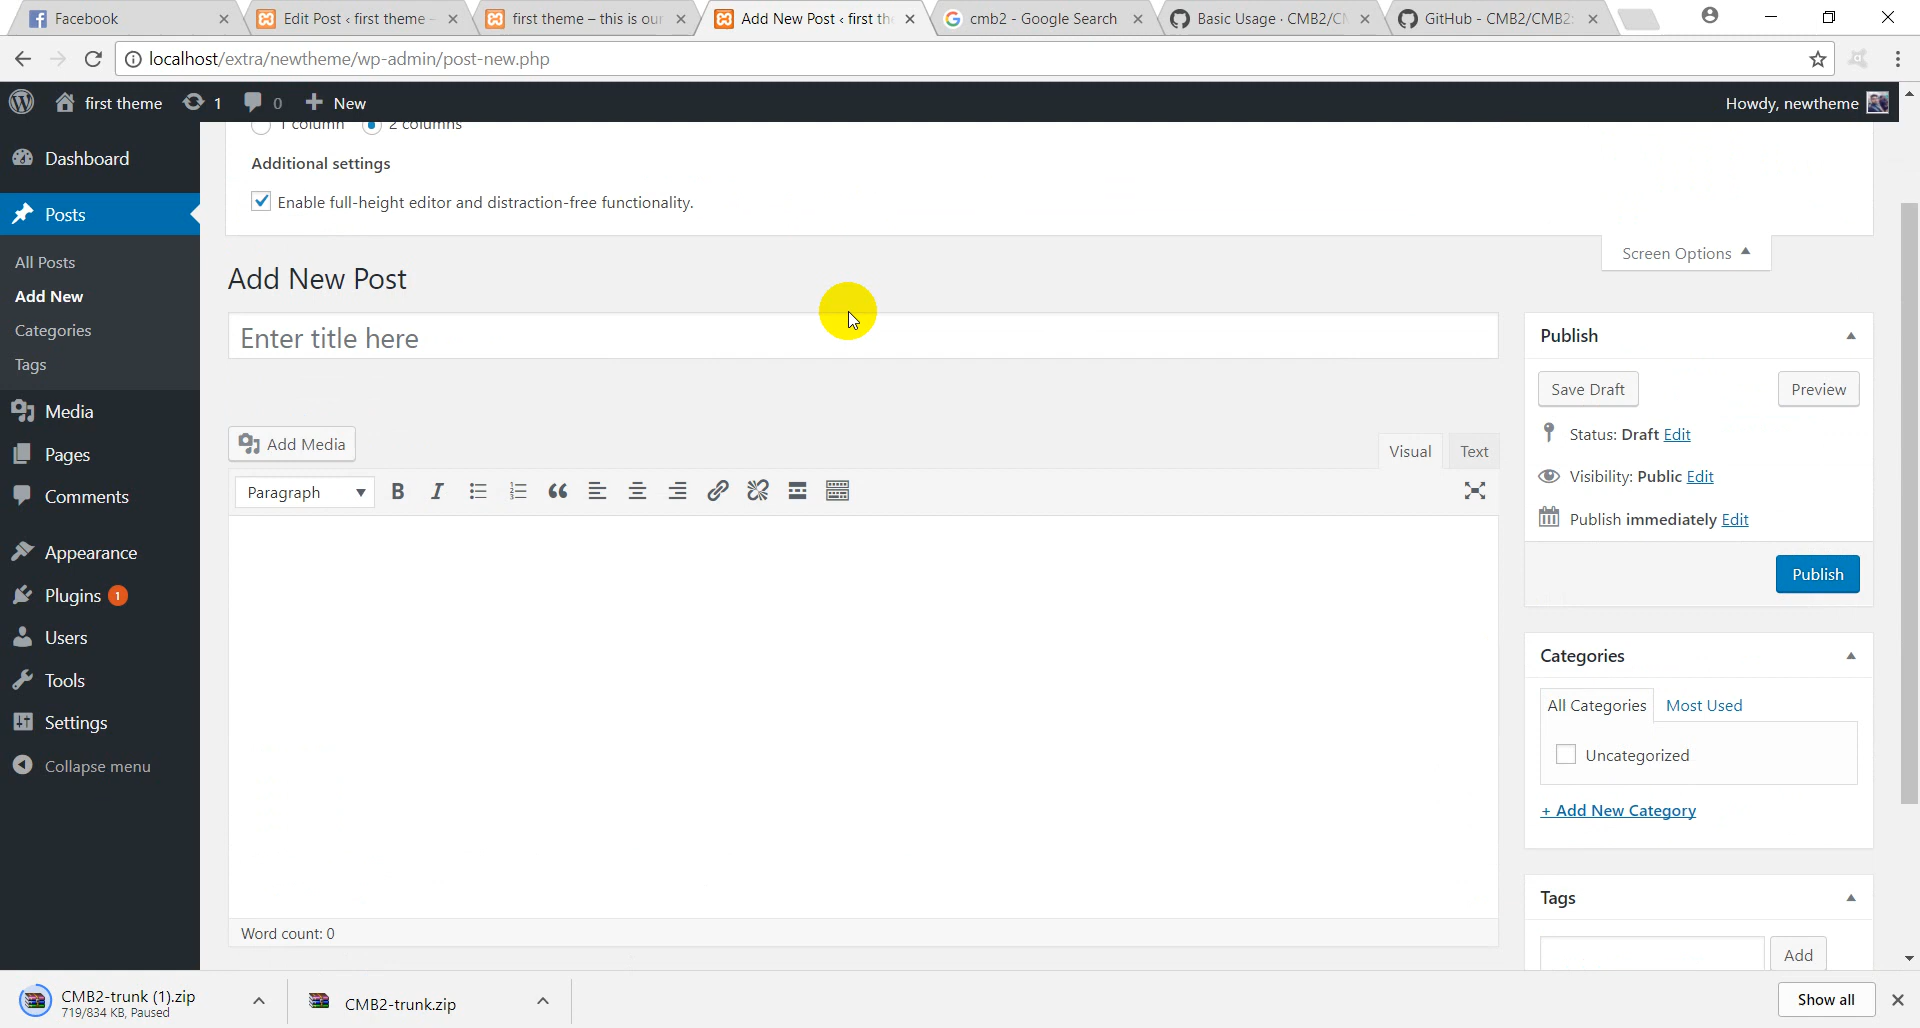 Facebook
Edit Post ‹ first theme –
first theme – this is our
Add New Post ‹ first th
cmb2 - Google Search
Basic Usage · CMB2/CM
GitHub - CMB2/CMB2:
localhost/extra/newtheme/wp-admin/post-new.php
first theme
1
0
New
Howdy, newtheme
1 column
2 columns
Dashboard
Additional settings
Enable full-height editor and distraction-free functionality.
Posts
Screen Options
All Posts
Add New
Categories
Tags
Add New Post
Enter title here
Publish
Save Draft
Preview
Media
Pages
Comments
Appearance
Plugins 1
Users
Tools
Settings
Collapse menu
Add Media
Visual
Text
Paragraph
Status: Draft Edit
Visibility: Public Edit
Publish immediately Edit
Publish
Categories
All Categories
Most Used
Uncategorized
+ Add New Category
Tags
Add
Word count: 0
CMB2-trunk (1).zip
719/834 KB, Paused
CMB2-trunk.zip
Show all